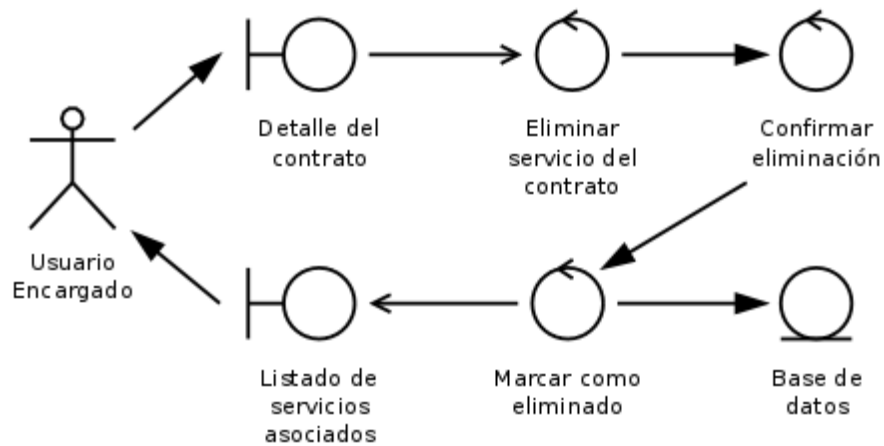 Detalle del
contrato
Eliminar
servicio del
contrato
Confirmar
eliminación
Usuario
Encargado
Listado de
servicios
asociados
Marcar como
eliminado
Base de
datos